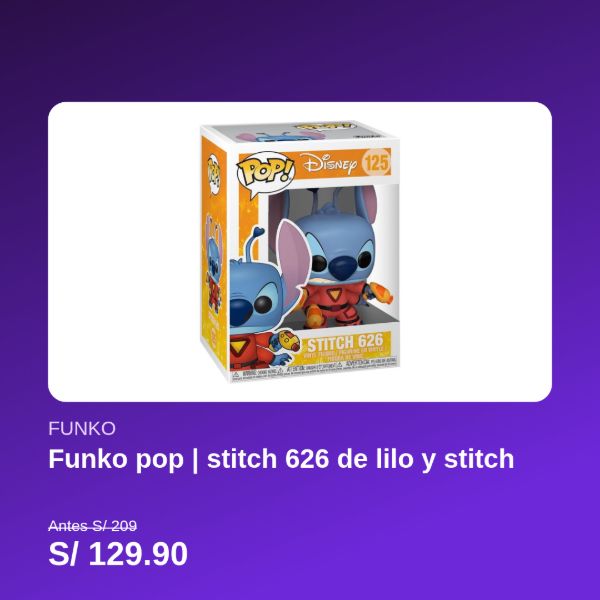 POP!
Disney
125
STITCH 626
FUNKO
Funko pop | stitch 626 de lilo y stitch
Antes S/ 209
S/ 129.90